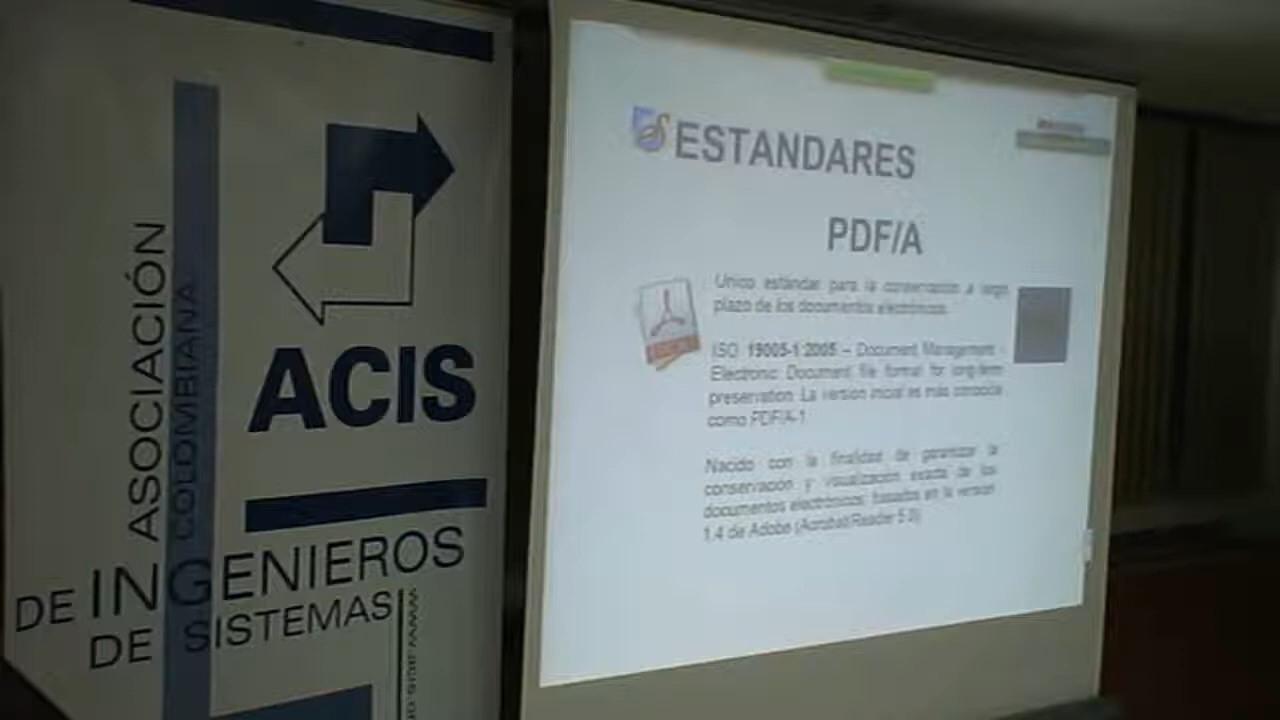 ASOCIACIÓN
COLOMBIANA
DE INGENIEROS
DE SISTEMAS
ACIS
ESTANDARES
PDF/A
Unico estándar para la conservación a largo
plazo de los documentos electrónicos.
ISO 19005-1:2005 – Document Management -
Electronic Document file format for long-term
preservation. La version inicial es más conocida
como PDF/A-1
Nacido con la finalidad de garantizar la
conservación y visualización exacta de los
documentos electrónicos, basados en la versión
1.4 de Adobe (Acrobat Reader 5.0)